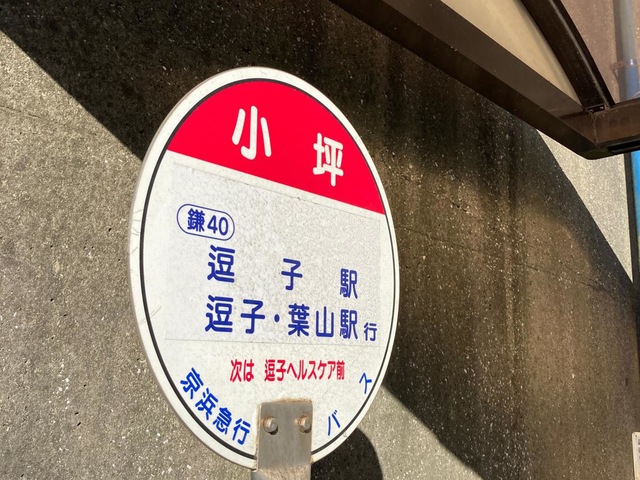 小坪
鎌40
逗子駅
逗子・葉山駅行
次は 逗子ヘルスケア前
京浜急行バス